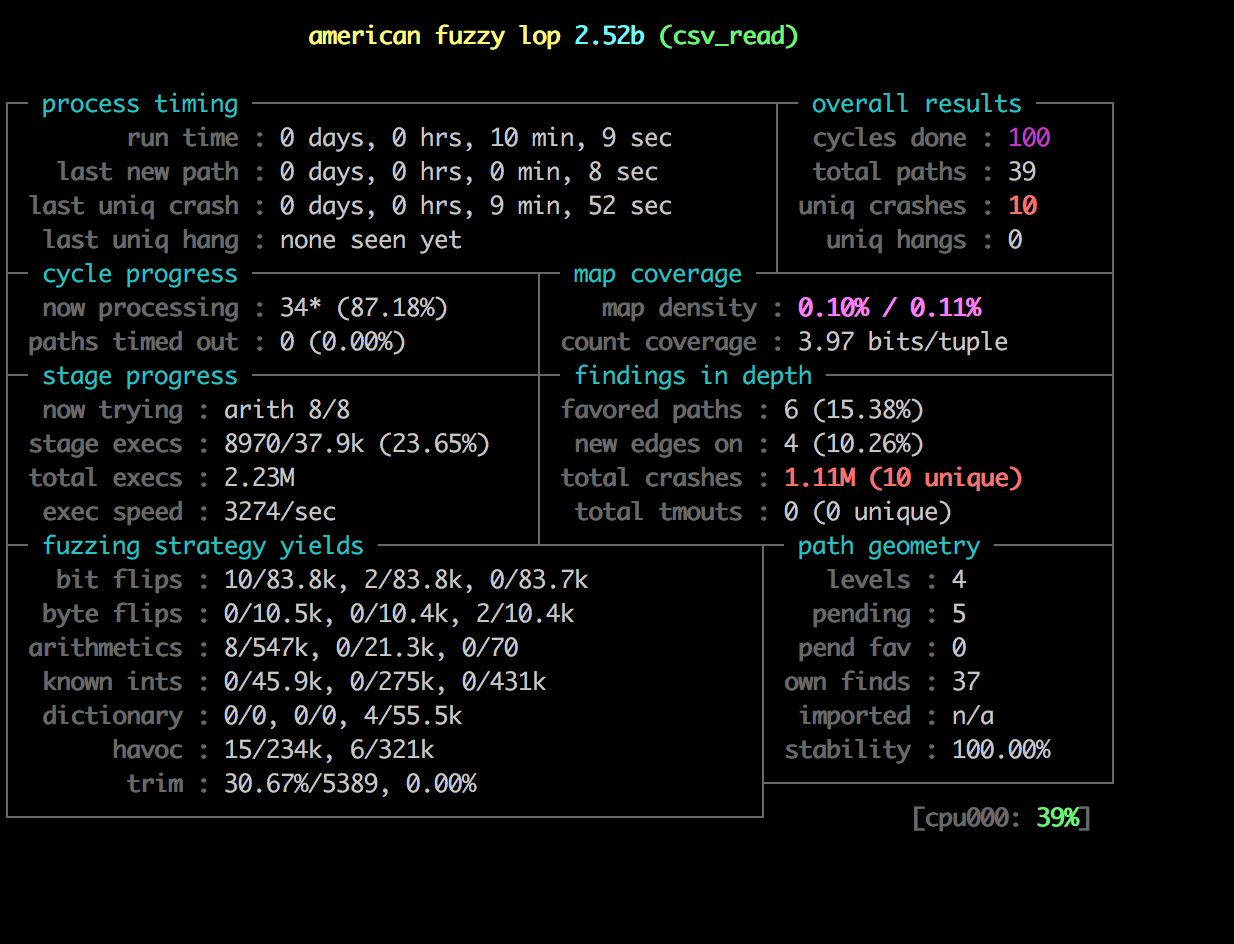 american fuzzy lop 2.52b (csv_read)
process timing
run time : 0 days, 0 hrs, 10 min, 9 sec
last new path : 0 days, 0 hrs, 0 min, 8 sec
last uniq crash : 0 days, 0 hrs, 9 min, 52 sec
last uniq hang : none seen yet
overall results
cycles done : 100
total paths : 39
uniq crashes : 10
uniq hangs : 0
cycle progress
now processing : 34* (87.18%)
paths timed out : 0 (0.00%)
map coverage
map density : 0.10% / 0.11%
count coverage : 3.97 bits/tuple
stage progress
now trying : arith 8/8
stage execs : 8970/37.9k (23.65%)
total execs : 2.23M
exec speed : 3274/sec
findings in depth
favored paths : 6 (15.38%)
new edges on : 4 (10.26%)
total crashes : 1.11M (10 unique)
total tmouts : 0 (0 unique)
fuzzing strategy yields
bit flips : 10/83.8k, 2/83.8k, 0/83.7k
byte flips : 0/10.5k, 0/10.4k, 2/10.4k
arithmetics : 8/547k, 0/21.3k, 0/70
known ints : 0/45.9k, 0/275k, 0/431k
dictionary : 0/0, 0/0, 4/55.5k
havoc : 15/234k, 6/321k
trim : 30.67%/5389, 0.00%
path geometry
levels : 4
pending : 5
pend fav : 0
own finds : 37
imported : n/a
stability : 100.00%
[cpu000: 39%]